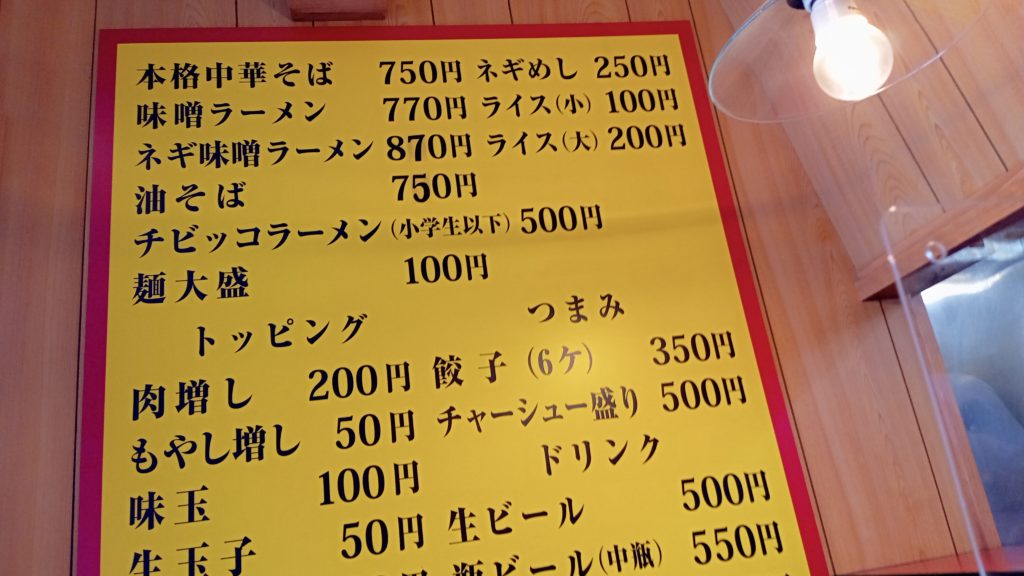 本格中華そば 750円 ネギめし 250円
味噌ラーメン 770円 ライス(小) 100円
ネギ味噌ラーメン 870円 ライス(大) 200円
油そば 750円
チビッコラーメン(小学生以下) 500円
麺大盛 100円
トッピング つまみ
肉増し 200円 餃子(6ケ) 350円
もやし増し 50円 チャーシュー盛り 500円
味玉 100円 ドリンク
生玉子 50円 生ビール 500円
瓶ビール(中瓶) 550円